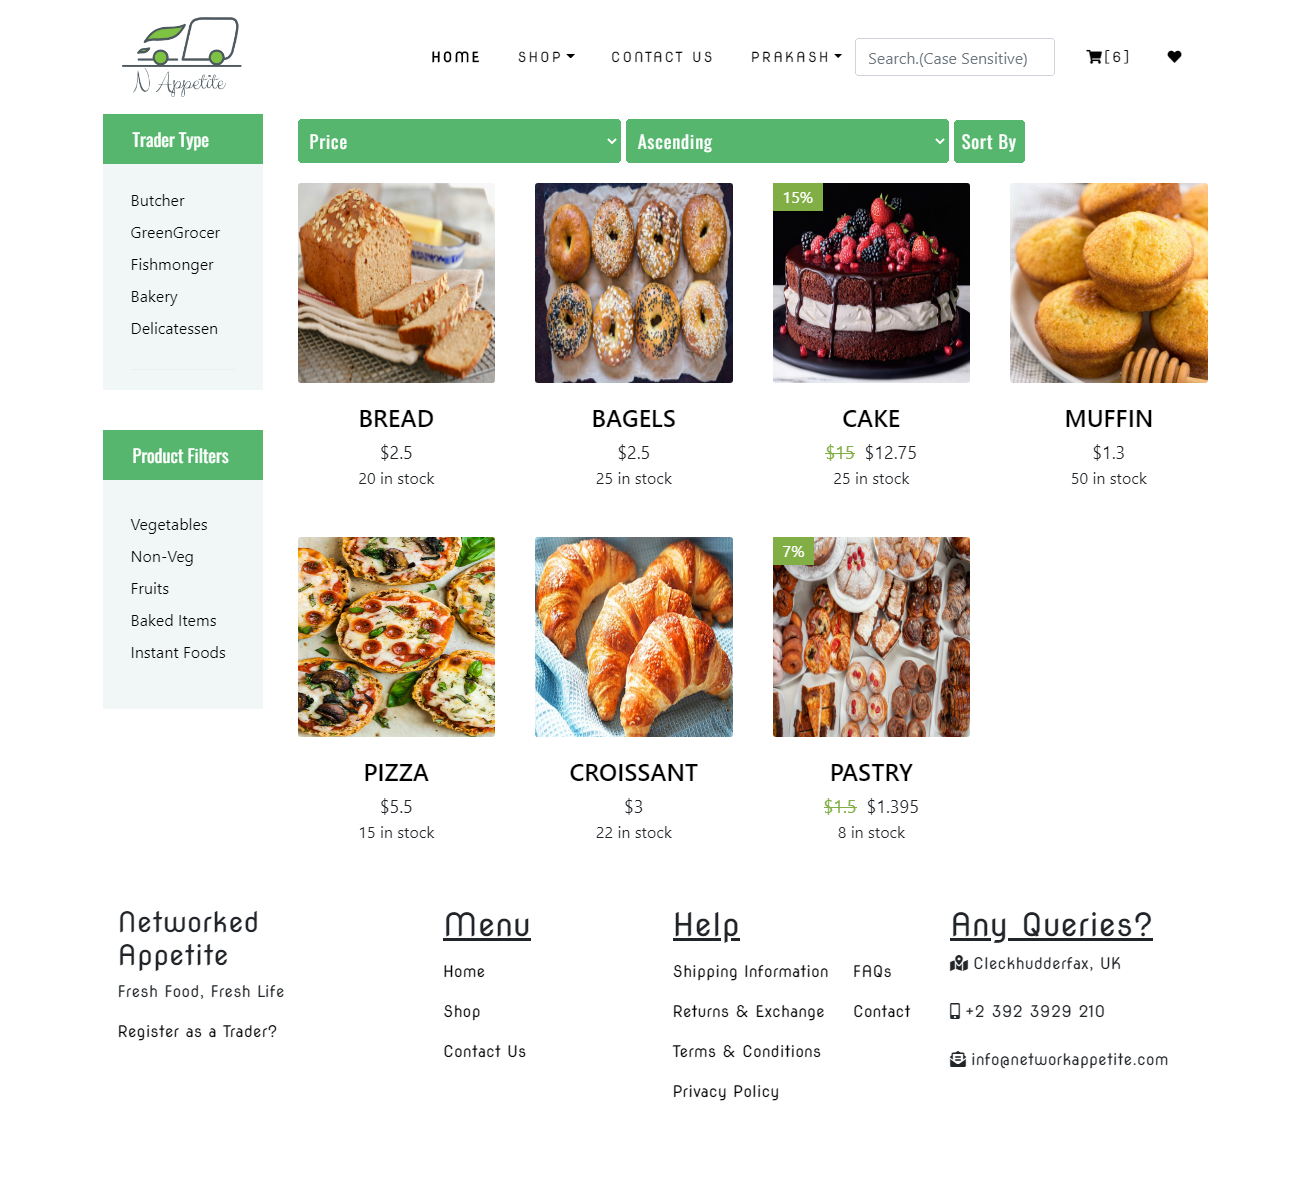 N Appetite
HOME
SHOP
CONTACT US
PRAKASH
Search.(Case Sensitive)
[6]
Trader Type
Butcher
GreenGrocer
Fishmonger
Bakery
Delicatessen
Product Filters
Vegetables
Non-Veg
Fruits
Baked Items
Instant Foods
Price
Ascending
Sort By
BREAD
$2.5
20 in stock
BAGELS
$2.5
25 in stock
15%
CAKE
$15 $12.75
25 in stock
MUFFIN
$1.3
50 in stock
PIZZA
$5.5
15 in stock
CROISSANT
$3
22 in stock
7%
PASTRY
$1.5 $1.395
8 in stock
Networked
Appetite
Fresh Food, Fresh Life
Register as a Trader?
Menu
Home
Shop
Contact Us
Help
Shipping Information
Returns & Exchange
Terms & Conditions
Privacy Policy
FAQs
Contact
Any Queries?
Cleckhudderfax, UK
+2 392 3929 210
info@networkappetite.com